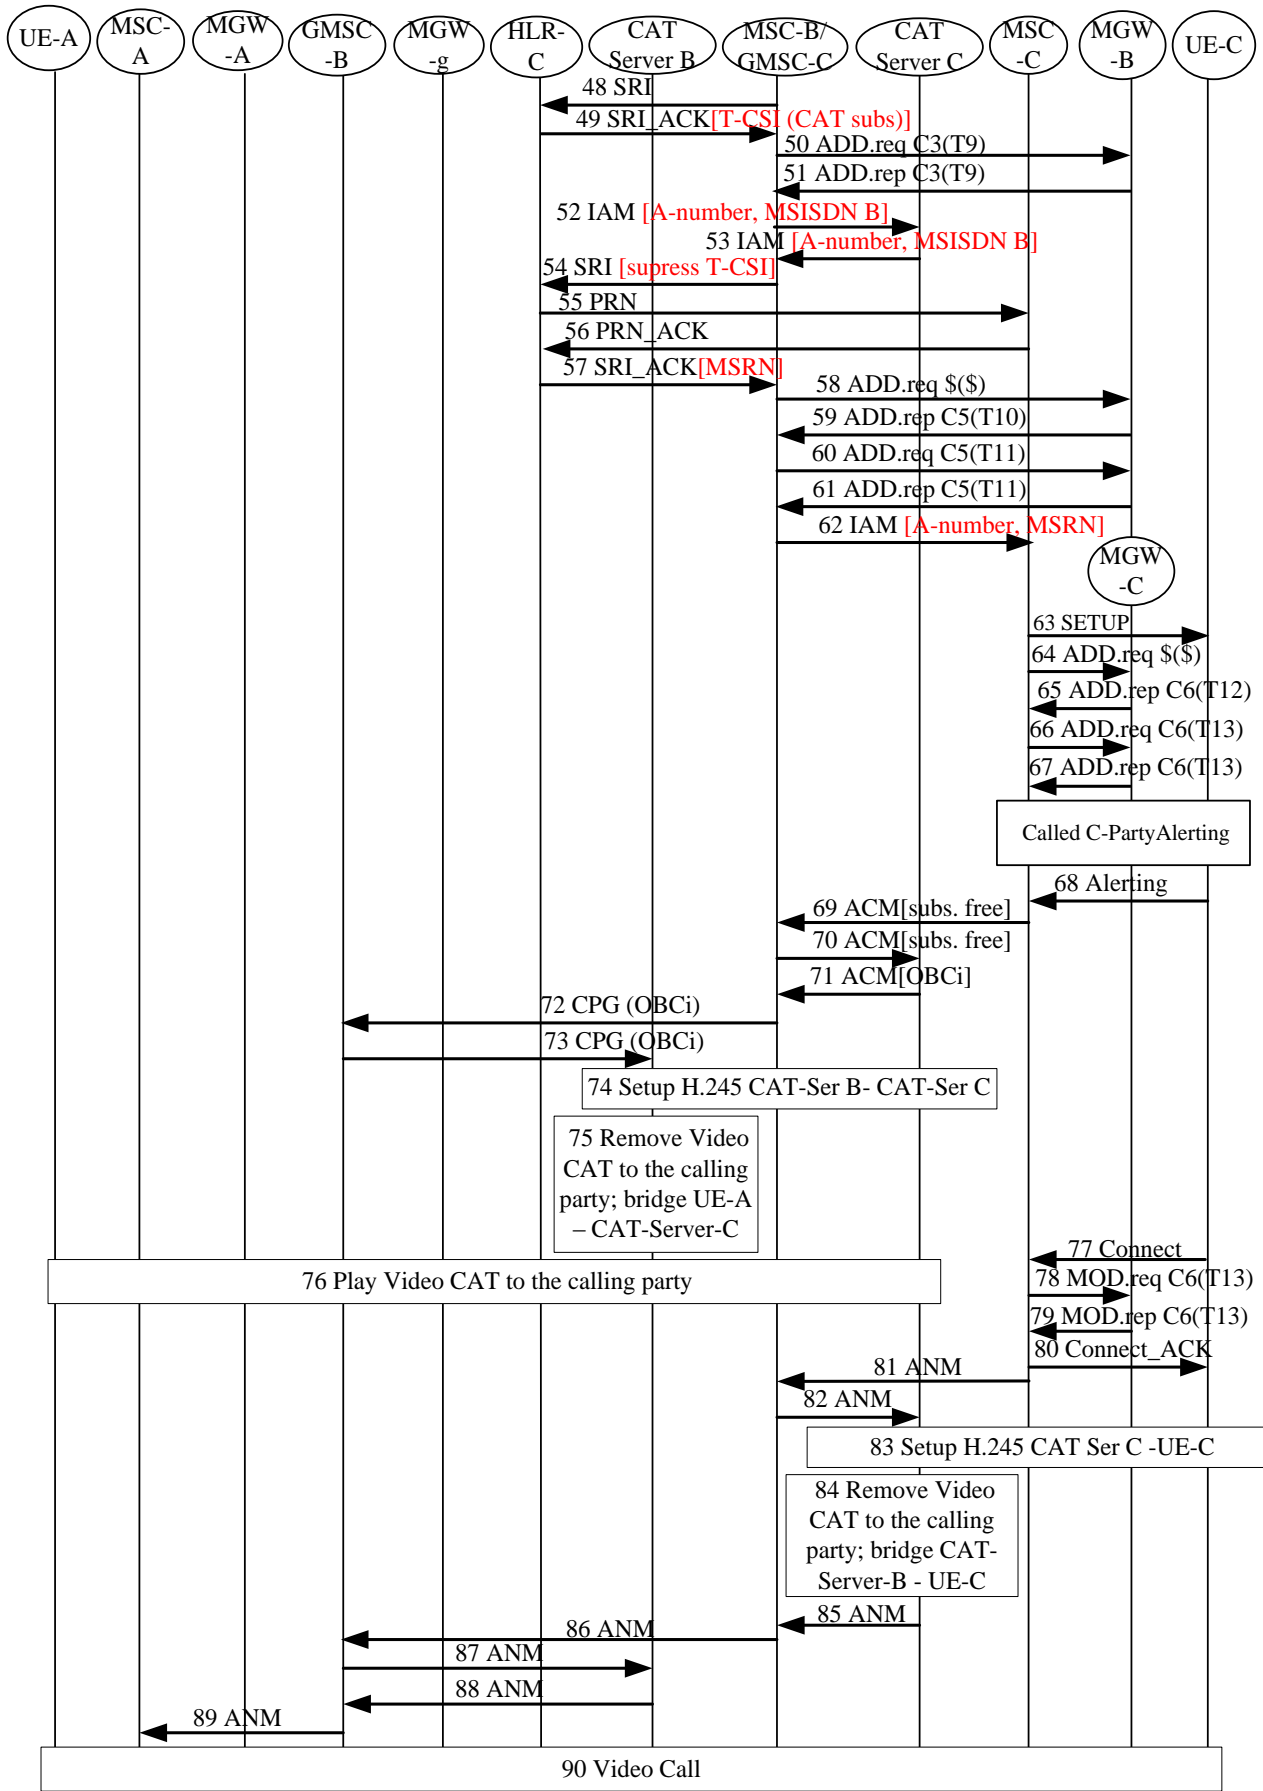 UE-A
MSC-
A
MGW
-A
GMSC
-B
MGW
-g
HLR-
C
CAT
Server B
MSC-B/
GMSC-C
CAT
Server C
MSC
-C
MGW
-B
UE-C
48 SRI
49 SRI_ACK[T-CSI (CAT subs)]
50 ADD.req C3(T9)
51 ADD.rep C3(T9)
52 IAM [A-number, MSISDN B]
53 IAM [A-number, MSISDN B]
54 SRI [supress T-CSI]
55 PRN
56 PRN_ACK
57 SRI_ACK[MSRN]
58 ADD.req $($)
59 ADD.rep C5(T10)
60 ADD.req C5(T11)
61 ADD.rep C5(T11)
62 IAM [A-number, MSRN]
MGW
-C
63 SETUP
64 ADD.req $($)
65 ADD.rep C6(T12)
66 ADD.req C6(T13)
67 ADD.rep C6(T13)
Called C-PartyAlerting
68 Alerting
69 ACM[subs. free]
70 ACM[subs. free]
71 ACM[OBCi]
72 CPG (OBCi)
73 CPG (OBCi)
74 Setup H.245 CAT-Ser B- CAT-Ser C
75 Remove Video
CAT to the calling
party; bridge UE-A
– CAT-Server-C
77 Connect
76 Play Video CAT to the calling party
78 MOD.req C6(T13)
79 MOD.rep C6(T13)
80 Connect_ACK
81 ANM
82 ANM
83 Setup H.245 CAT Ser C -UE-C
84 Remove Video
CAT to the calling
party; bridge CAT-
Server-B - UE-C
85 ANM
86 ANM
87 ANM
88 ANM
89 ANM
90 Video Call